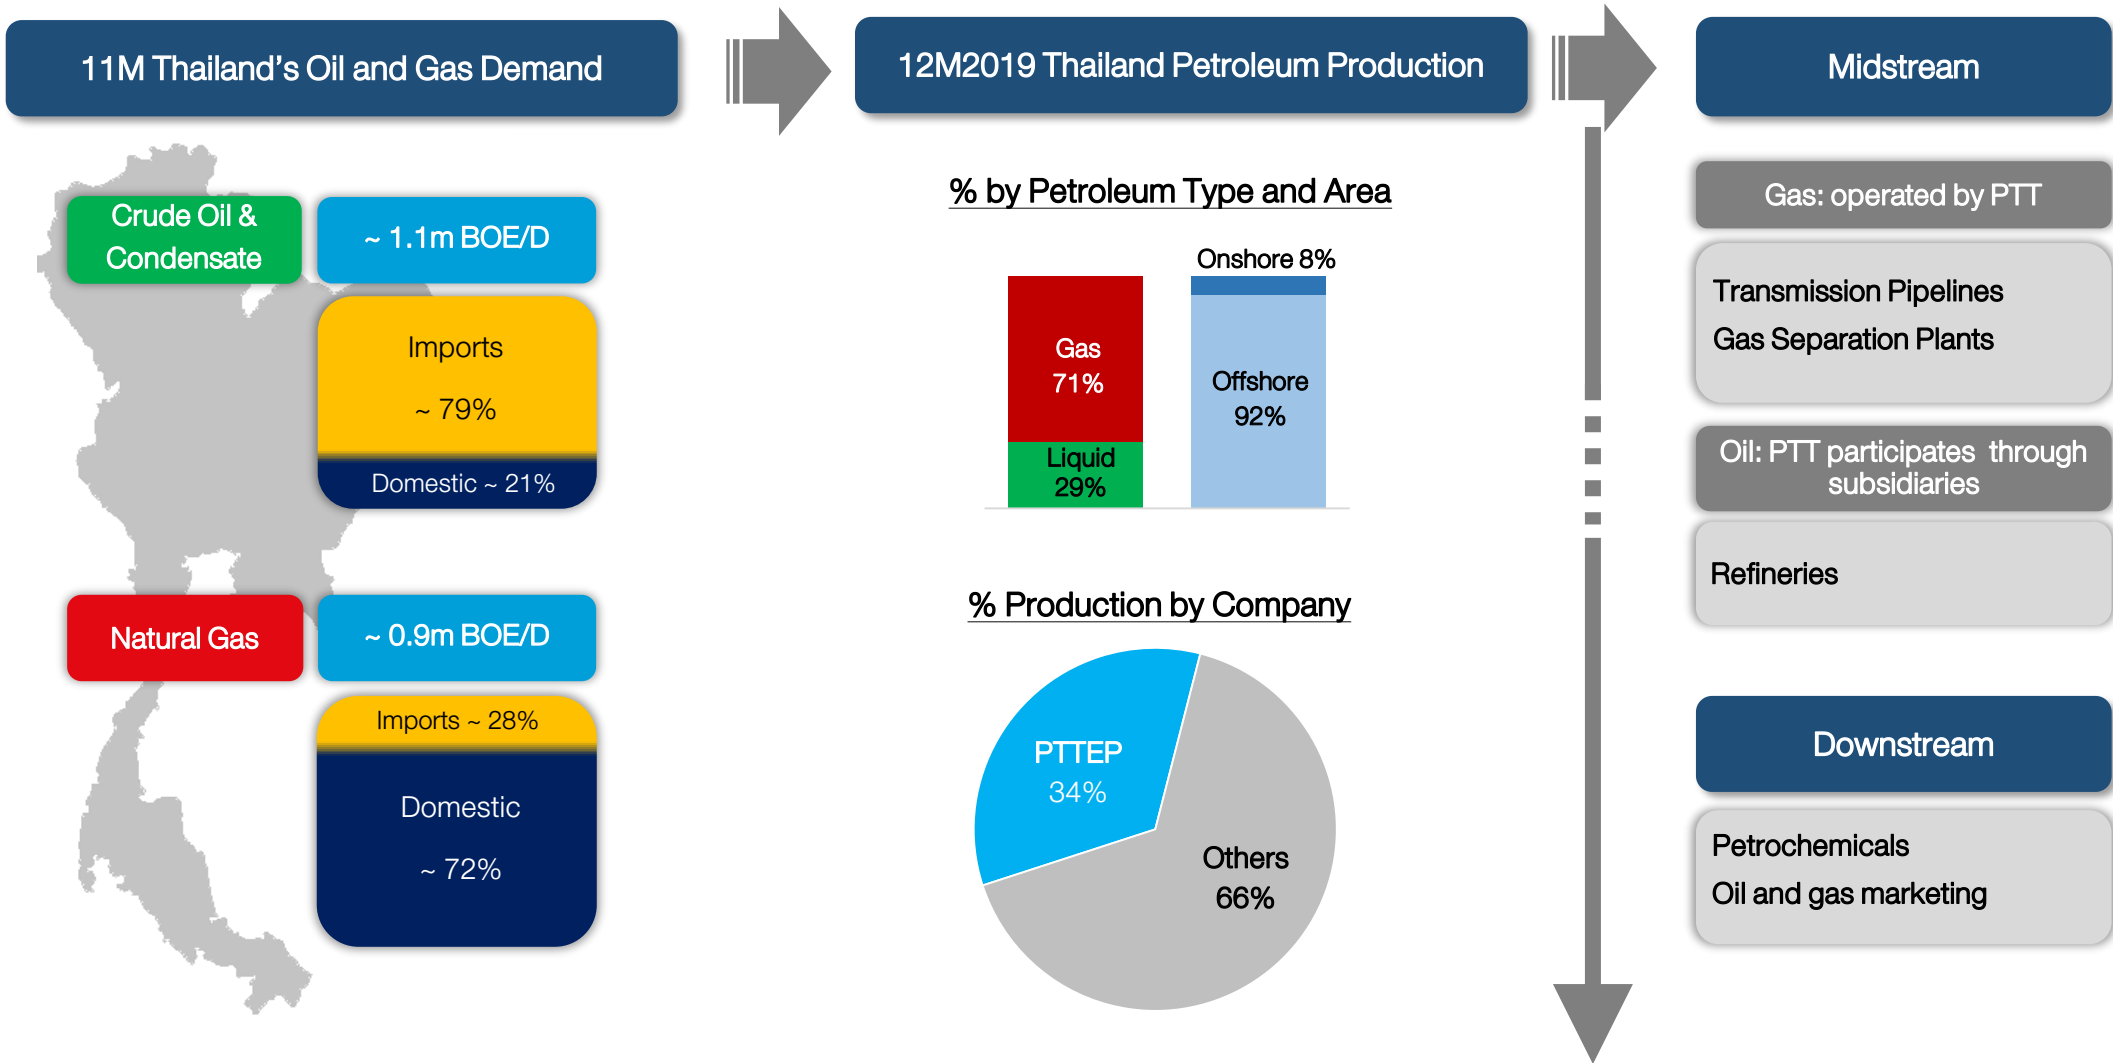 11M Thailand’s Oil and Gas Demand
Crude Oil &
Condensate
~ 1.1m BOE/D
Imports
~ 79%
Domestic ~ 21%
Natural Gas
~ 0.9m BOE/D
Imports ~ 28%
Domestic
~ 72%
12M2019 Thailand Petroleum Production
% by Petroleum Type and Area
Onshore 8%
Gas
71%
Offshore
92%
Liquid
29%
% Production by Company
PTTEP
34%
Others
66%
Midstream
Gas: operated by PTT
Transmission Pipelines
Gas Separation Plants
Oil: PTT participates through
subsidiaries
Refineries
Downstream
Petrochemicals
Oil and gas marketing